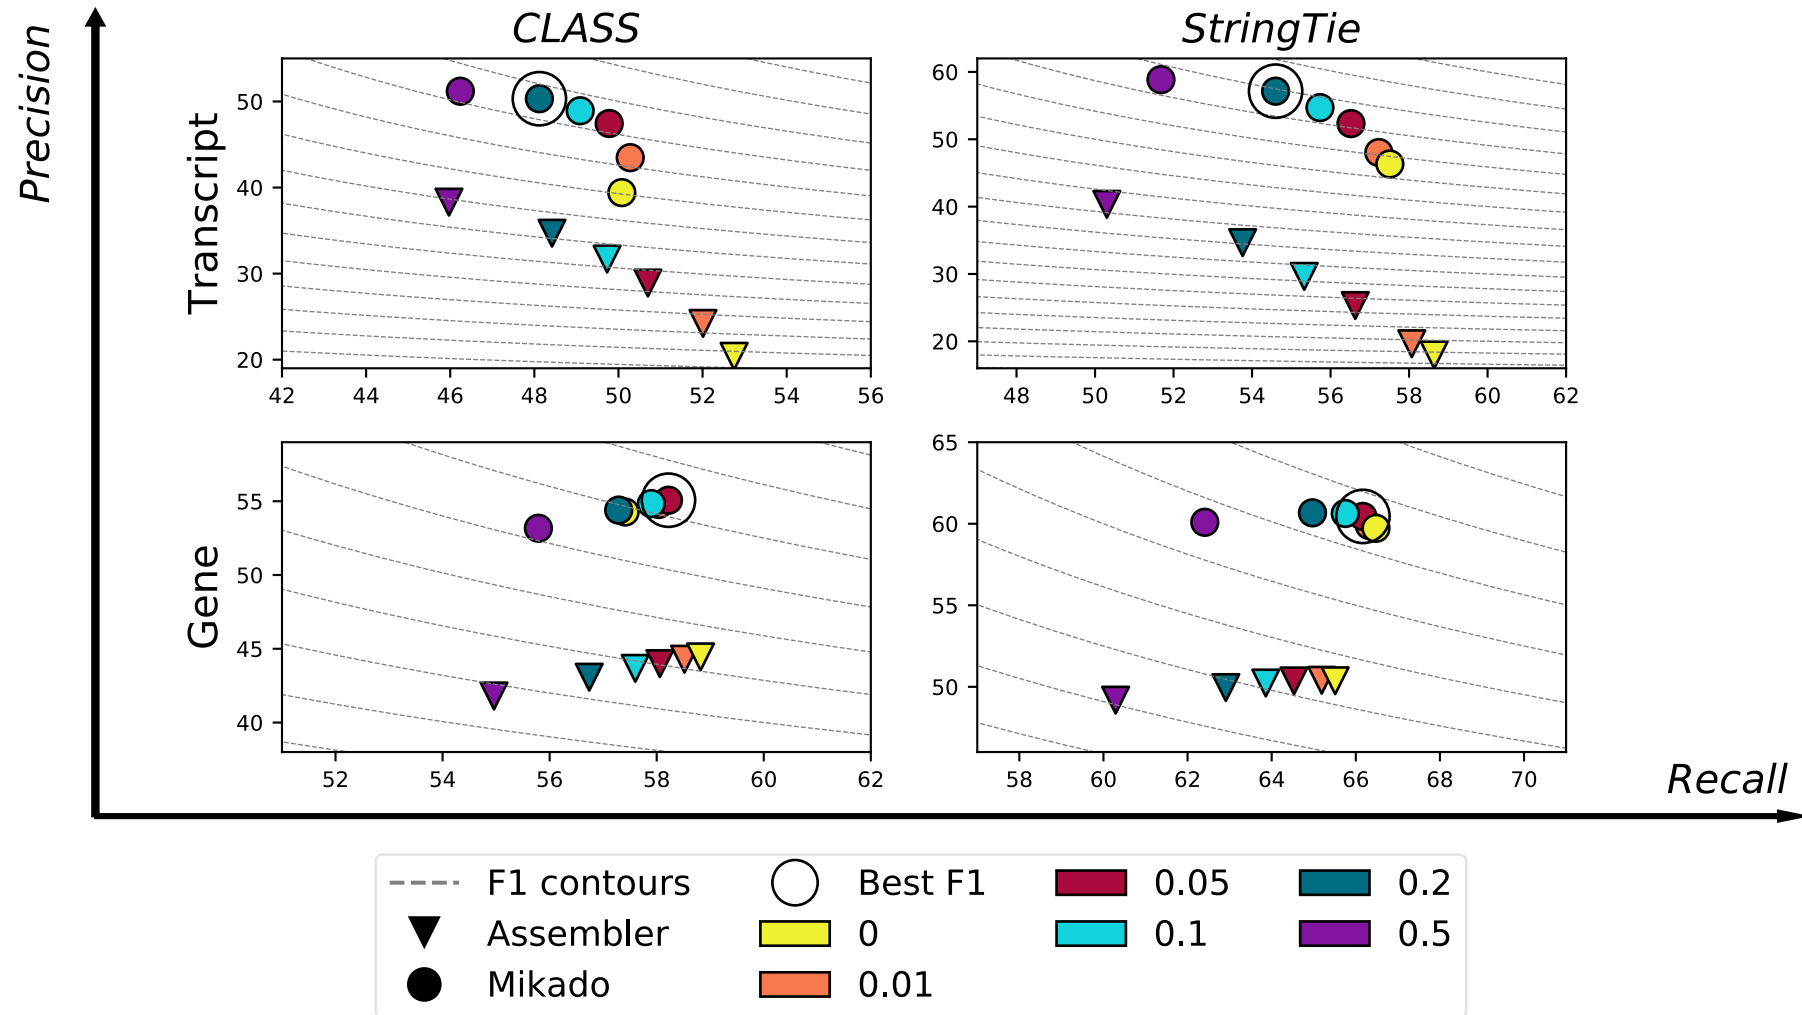 CLASS
StringTie
Precision
Transcript
50
40
30
20
42 44 46 48 50 52 54 56
60
50
40
30
20
48 50 52 54 56 58 60 62
Gene
55
50
45
40
52 54 56 58 60 62
65
60
55
50
58 60 62 64 66 68 70
Recall
F1 contours Best F1 0.05 0.2
Assembler 0 0.1 0.5
Mikado 0.01